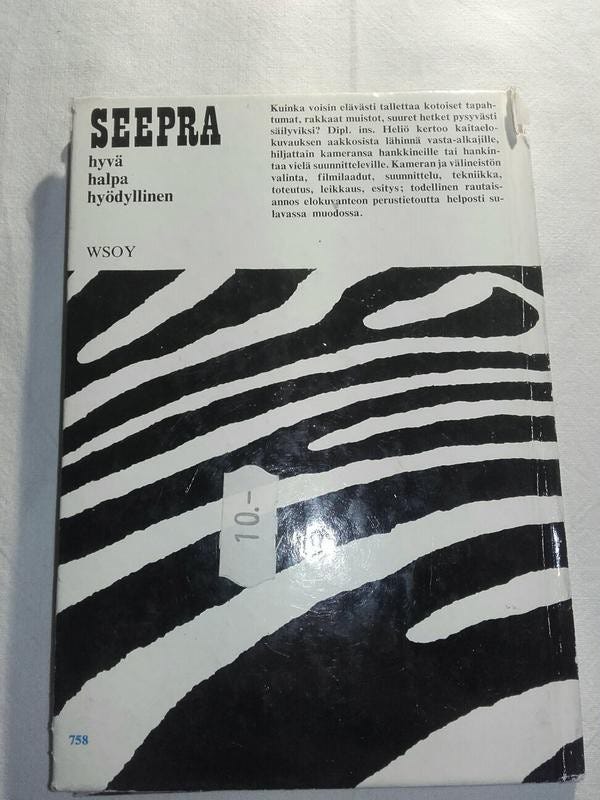 SEEPRA
hyvä
halpa
hyödyllinen
WSOY
Kuinka voisin elävästi tallettaa kotoiset tapah-
tumat, rakkaat muistot, suuret hetket pysyvästi
säilyviksi? Dipl. ins. Heliö kertoo kaitaelo-
kuvauksen aakkosista lähinnä vasta-alkajille,
hiljattain kameransa hankkineille tai hankin-
taa vielä suunnitteleville. Kameran ja välineistön
valinta, filmilaadut, suunnittelu, tekniikka,
toteutus, leikkaus, esitys; todellinen rautais-
annos elokuvanteon perustietoutta helposti su-
lavassa muodossa.
10.-
758